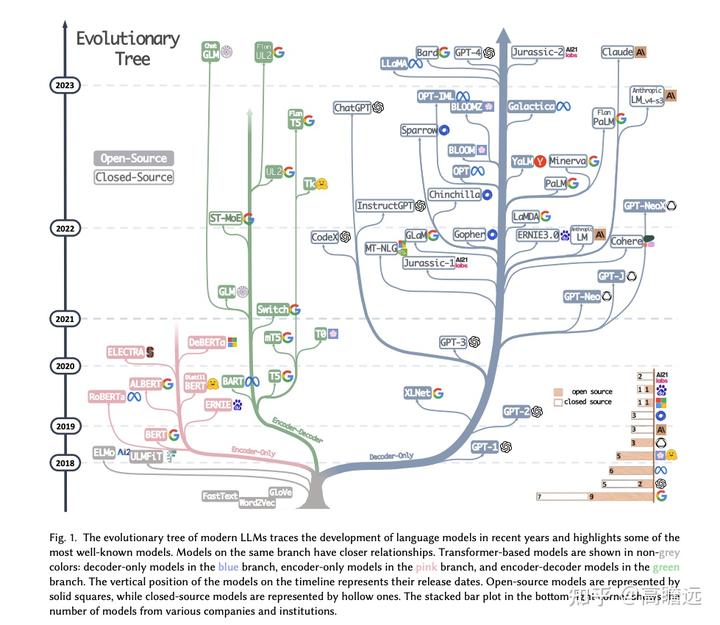 Evolutionary
Tree
Open-Source
Closed-Source
2023
2022
2021
2020
2019
2018
Chat
GLM
Flan
UL2
Bard
GPT-4
Jurassic-2
AI21
labs
Claude
A\
LLaMA
Anthropic
LM_v4-s3
A\
OPT-IML
BLOOMZ
Galactica
ChatGPT
Flan
T5
Flan
PaLM
Sparrow
BLOOM
YaLM
Y
Minerva
UL2
OPT
Tk
PaLM
Chinchilla
InstructGPT
GPT-NeoX
ST-MoE
LaMDA
CodeX
GLaM
Gopher
ERNIE3.0
Anthropic
LM
A\
Cohere
MT-NLG
Jurassic-1
AI21
labs
GPT-J
GLM
GPT-Neo
Switch
DeBERTa
mT5
T0
GPT-3
ELECTRA
ALBERT
Distill
BERT
BART
T5
RoBERTa
ERNIE
XLNet
GPT-2
BERT
Encoder-Decoder
GPT-1
ELMo
Ai2
ULMFiT
Encoder-Only
Decoder-Only
FastText
GloVe
Word2Vec
open source
closed source
2 AI21
labs
1 1
1 1
3
3 A\
3
5
6
5 2
7 9
Fig. 1. The evolutionary tree of modern LLMs traces the development of language models in recent years and highlights some of the
most well-known models. Models on the same branch have closer relationships. Transformer-based models are shown in non-grey
colors: decoder-only models in the blue branch, encoder-only models in the pink branch, and encoder-decoder models in the green
branch. The vertical position of the models on the timeline represents their release dates. Open-source models are represented by
solid squares, while closed-source models are represented by hollow ones. The stacked bar plot in the bottom right corner shows the
number of models from various companies and institutions.
知乎 @高瞻远